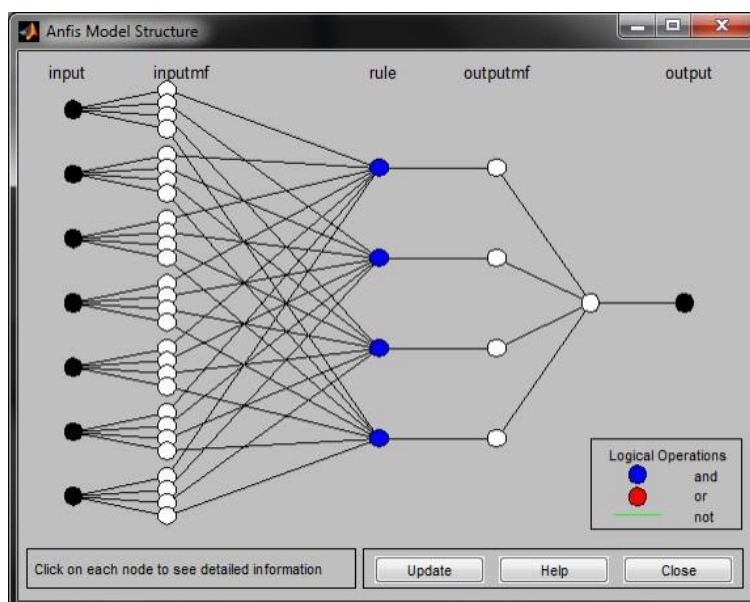 Anfis Model Structure
input inputmf rule outputmf output
Logical Operations
and
or
not
Click on each node to see detailed information
Update Help Close